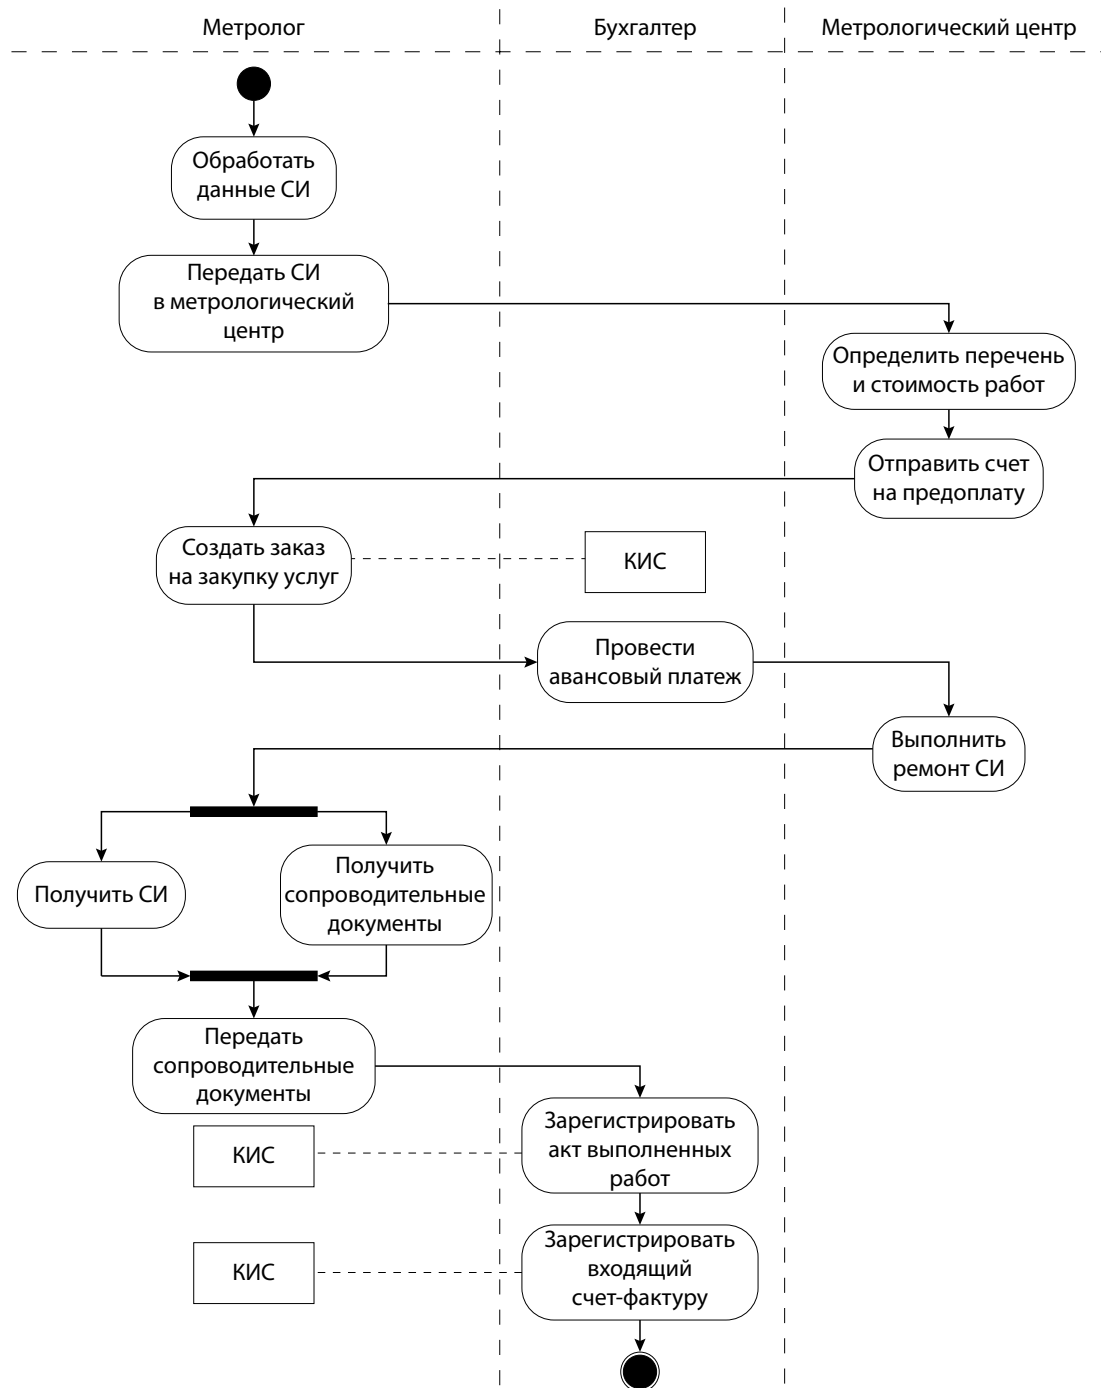 Метролог
Бухгалтер
Метрологический центр
Обработать
данные СИ
Передать СИ
в метрологический
центр
Определить перечень
и стоимость работ
Отправить счет
на предоплату
Создать заказ
на закупку услуг
КИС
Провести
авансовый платеж
Выполнить
ремонт СИ
Получить СИ
Получить
сопроводительные
документы
Передать
сопроводительные
документы
КИС
Зарегистрировать
акт выполненных
работ
КИС
Зарегистрировать
входящий
счет-фактуру